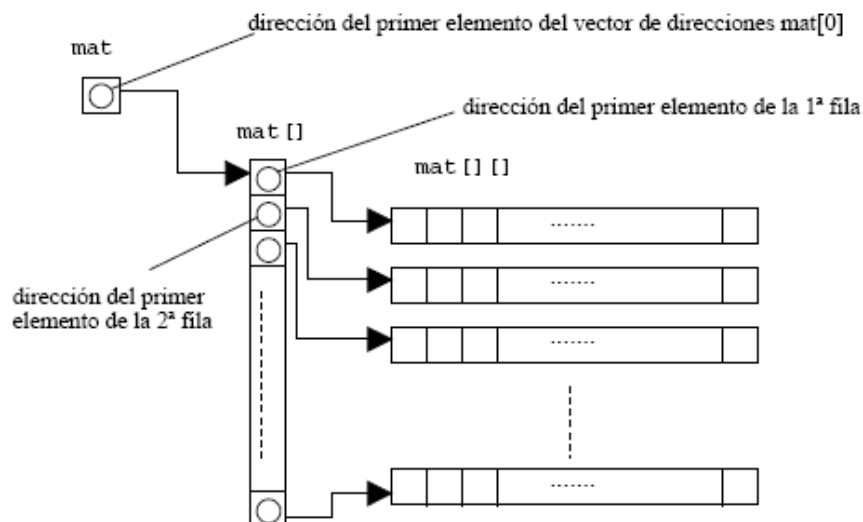 dirección del primer elemento del vector de direcciones mat[0]
mat
dirección del primer elemento de la 1ª fila
mat []
mat [] []
dirección del primer
elemento de la 2ª fila